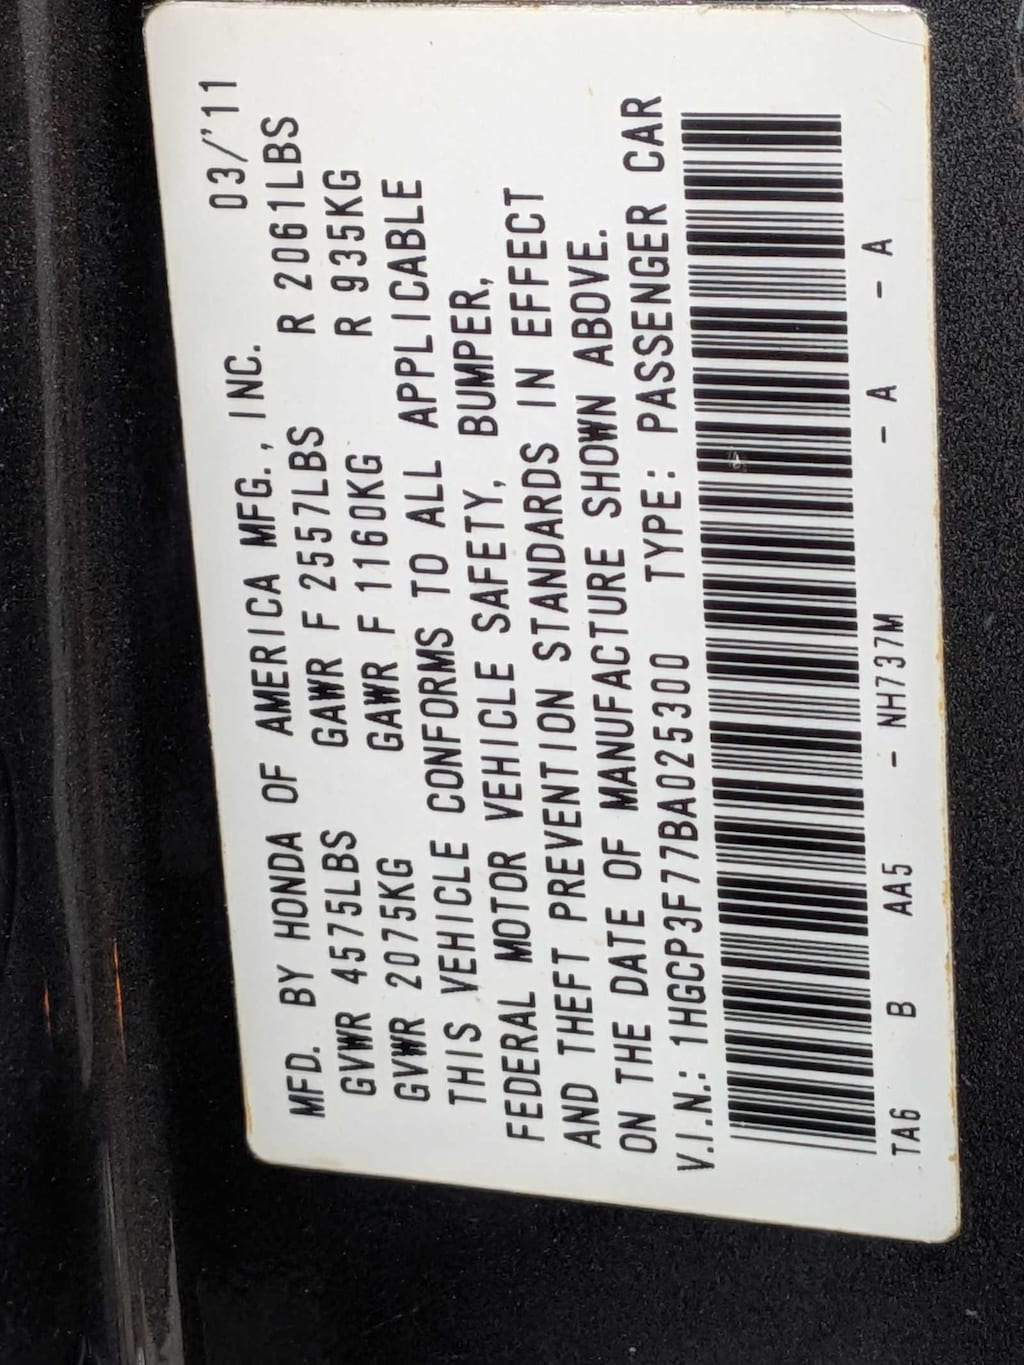 MFD. BY HONDA OF AMERICA MFG., INC. 03/'11
GVWR 4575LBS GAWR F 2557LBS R 2061LBS
GVWR 2075KG GAWR F 1160KG R 935KG
THIS VEHICLE CONFORMS TO ALL APPLICABLE
FEDERAL MOTOR VEHICLE SAFETY, BUMPER,
AND THEFT PREVENTION STANDARDS IN EFFECT
ON THE DATE OF MANUFACTURE SHOWN ABOVE.
V.I.N.: 1HGCP3F77BA025300 TYPE: PASSENGER CAR
TA6 B AA5 - NH737M - A - A